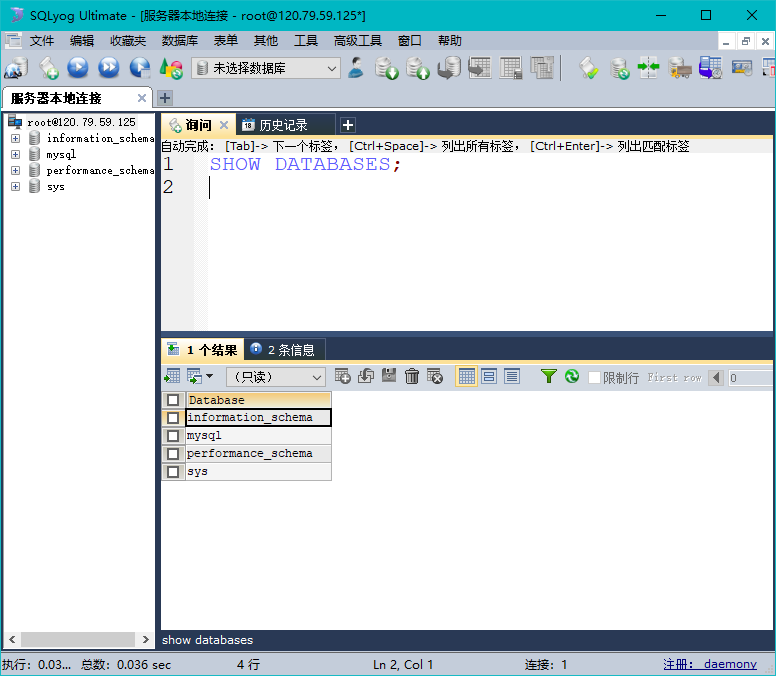 SQLyog Ultimate - [服务器本地连接 - root@120.79.59.125*]
文件 编辑 收藏夹 数据库 表单 其他 工具 高级工具 窗口 帮助
未选择数据库
服务器本地连接
root@120.79.59.125
information_schema
mysql
performance_schema
sys
询问 历史记录
自动完成: [Tab]-> 下一个标签, [Ctrl+Space]-> 列出所有标签, [Ctrl+Enter]-> 列出匹配标签
1 SHOW DATABASES;
2
1 个结果 2 条信息
(只读) 限制行 First row 0
Database
information_schema
mysql
performance_schema
sys
show databases
执行: 0.03... 总数: 0.036 sec 4 行 Ln 2, Col 1 连接: 1 注册: daemony